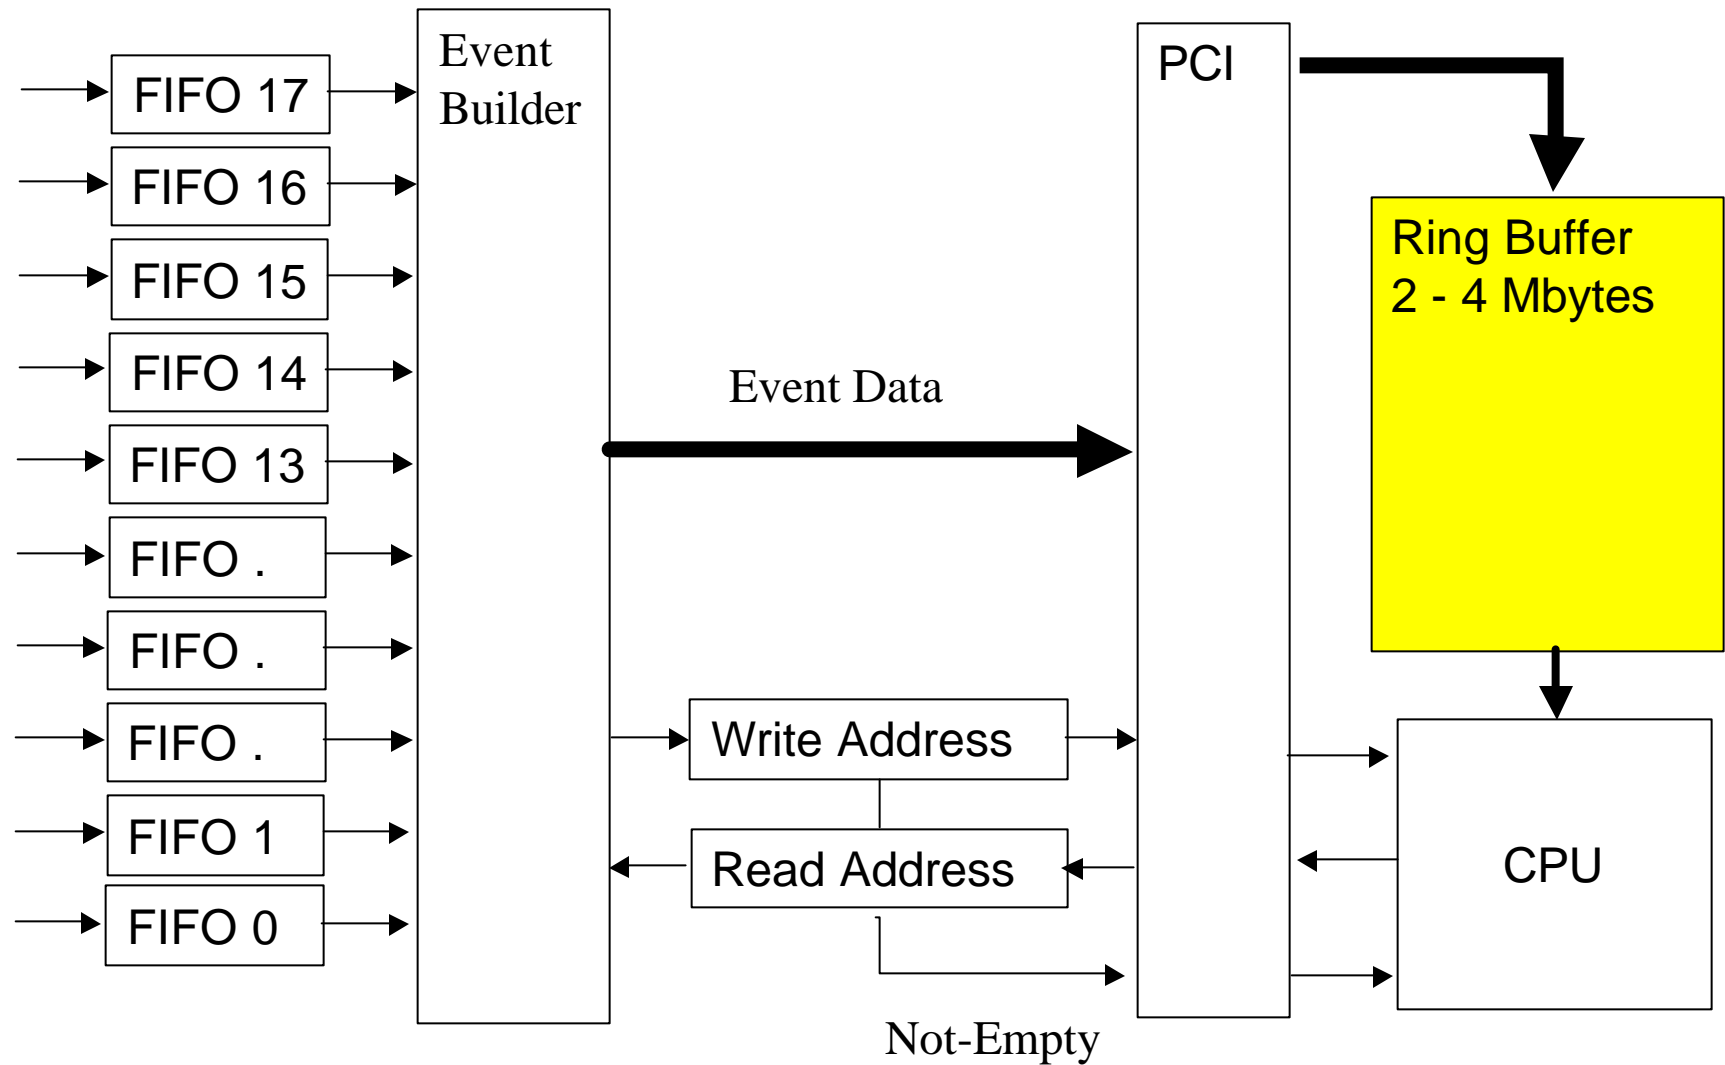 FIFO 17
FIFO 16
FIFO 15
FIFO 14
FIFO 13
FIFO .
FIFO .
FIFO .
FIFO 1
FIFO 0
Event
Builder
Event Data
Write Address
Read Address
Not-Empty
PCI
Ring Buffer
2 - 4 Mbytes
CPU